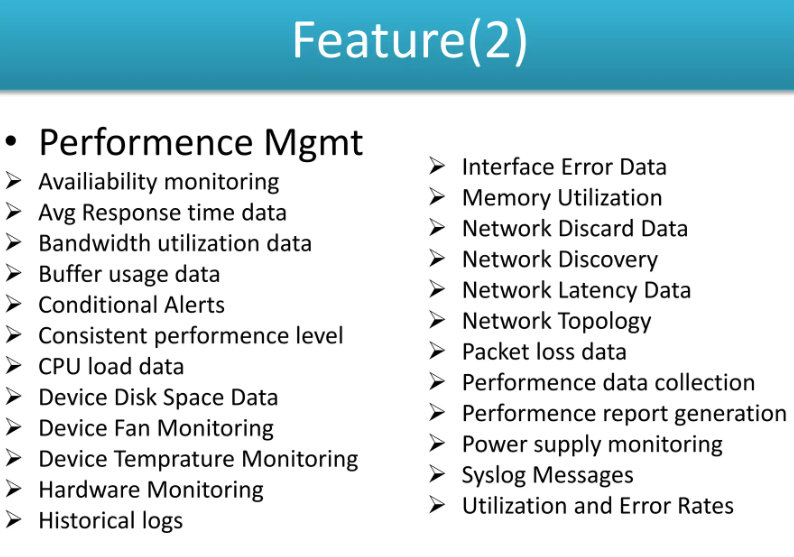 Feature(2)
• Performence Mgmt
➢ Availiability monitoring
➢ Avg Response time data
➢ Bandwidth utilization data
➢ Buffer usage data
➢ Conditional Alerts
➢ Consistent performence level
➢ CPU load data
➢ Device Disk Space Data
➢ Device Fan Monitoring
➢ Device Temprature Monitoring
➢ Hardware Monitoring
➢ Historical logs
➢ Interface Error Data
➢ Memory Utilization
➢ Network Discard Data
➢ Network Discovery
➢ Network Latency Data
➢ Network Topology
➢ Packet loss data
➢ Performence data collection
➢ Performence report generation
➢ Power supply monitoring
➢ Syslog Messages
➢ Utilization and Error Rates